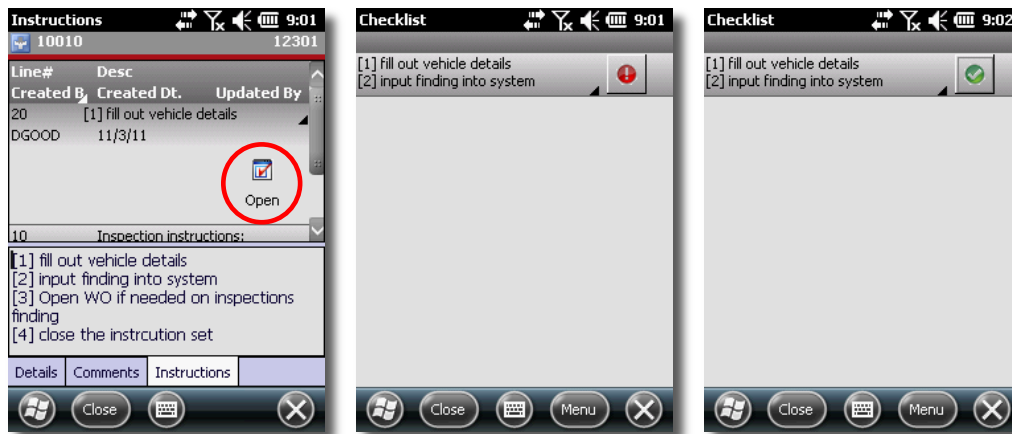 Instructions 9:01
10010 12301
Line# Desc
Created B Created Dt. Updated By
20 [1] fill out vehicle details
DGOOD 11/3/11
Open
10 Inspection instructions:
[1] fill out vehicle details
[2] input finding into system
[3] Open WO if needed on inspections
finding
[4] close the instrcution set
Details Comments Instructions
Close
Checklist 9:01
[1] fill out vehicle details
[2] input finding into system
Close Menu
Checklist 9:02
[1] fill out vehicle details
[2] input finding into system
Close Menu